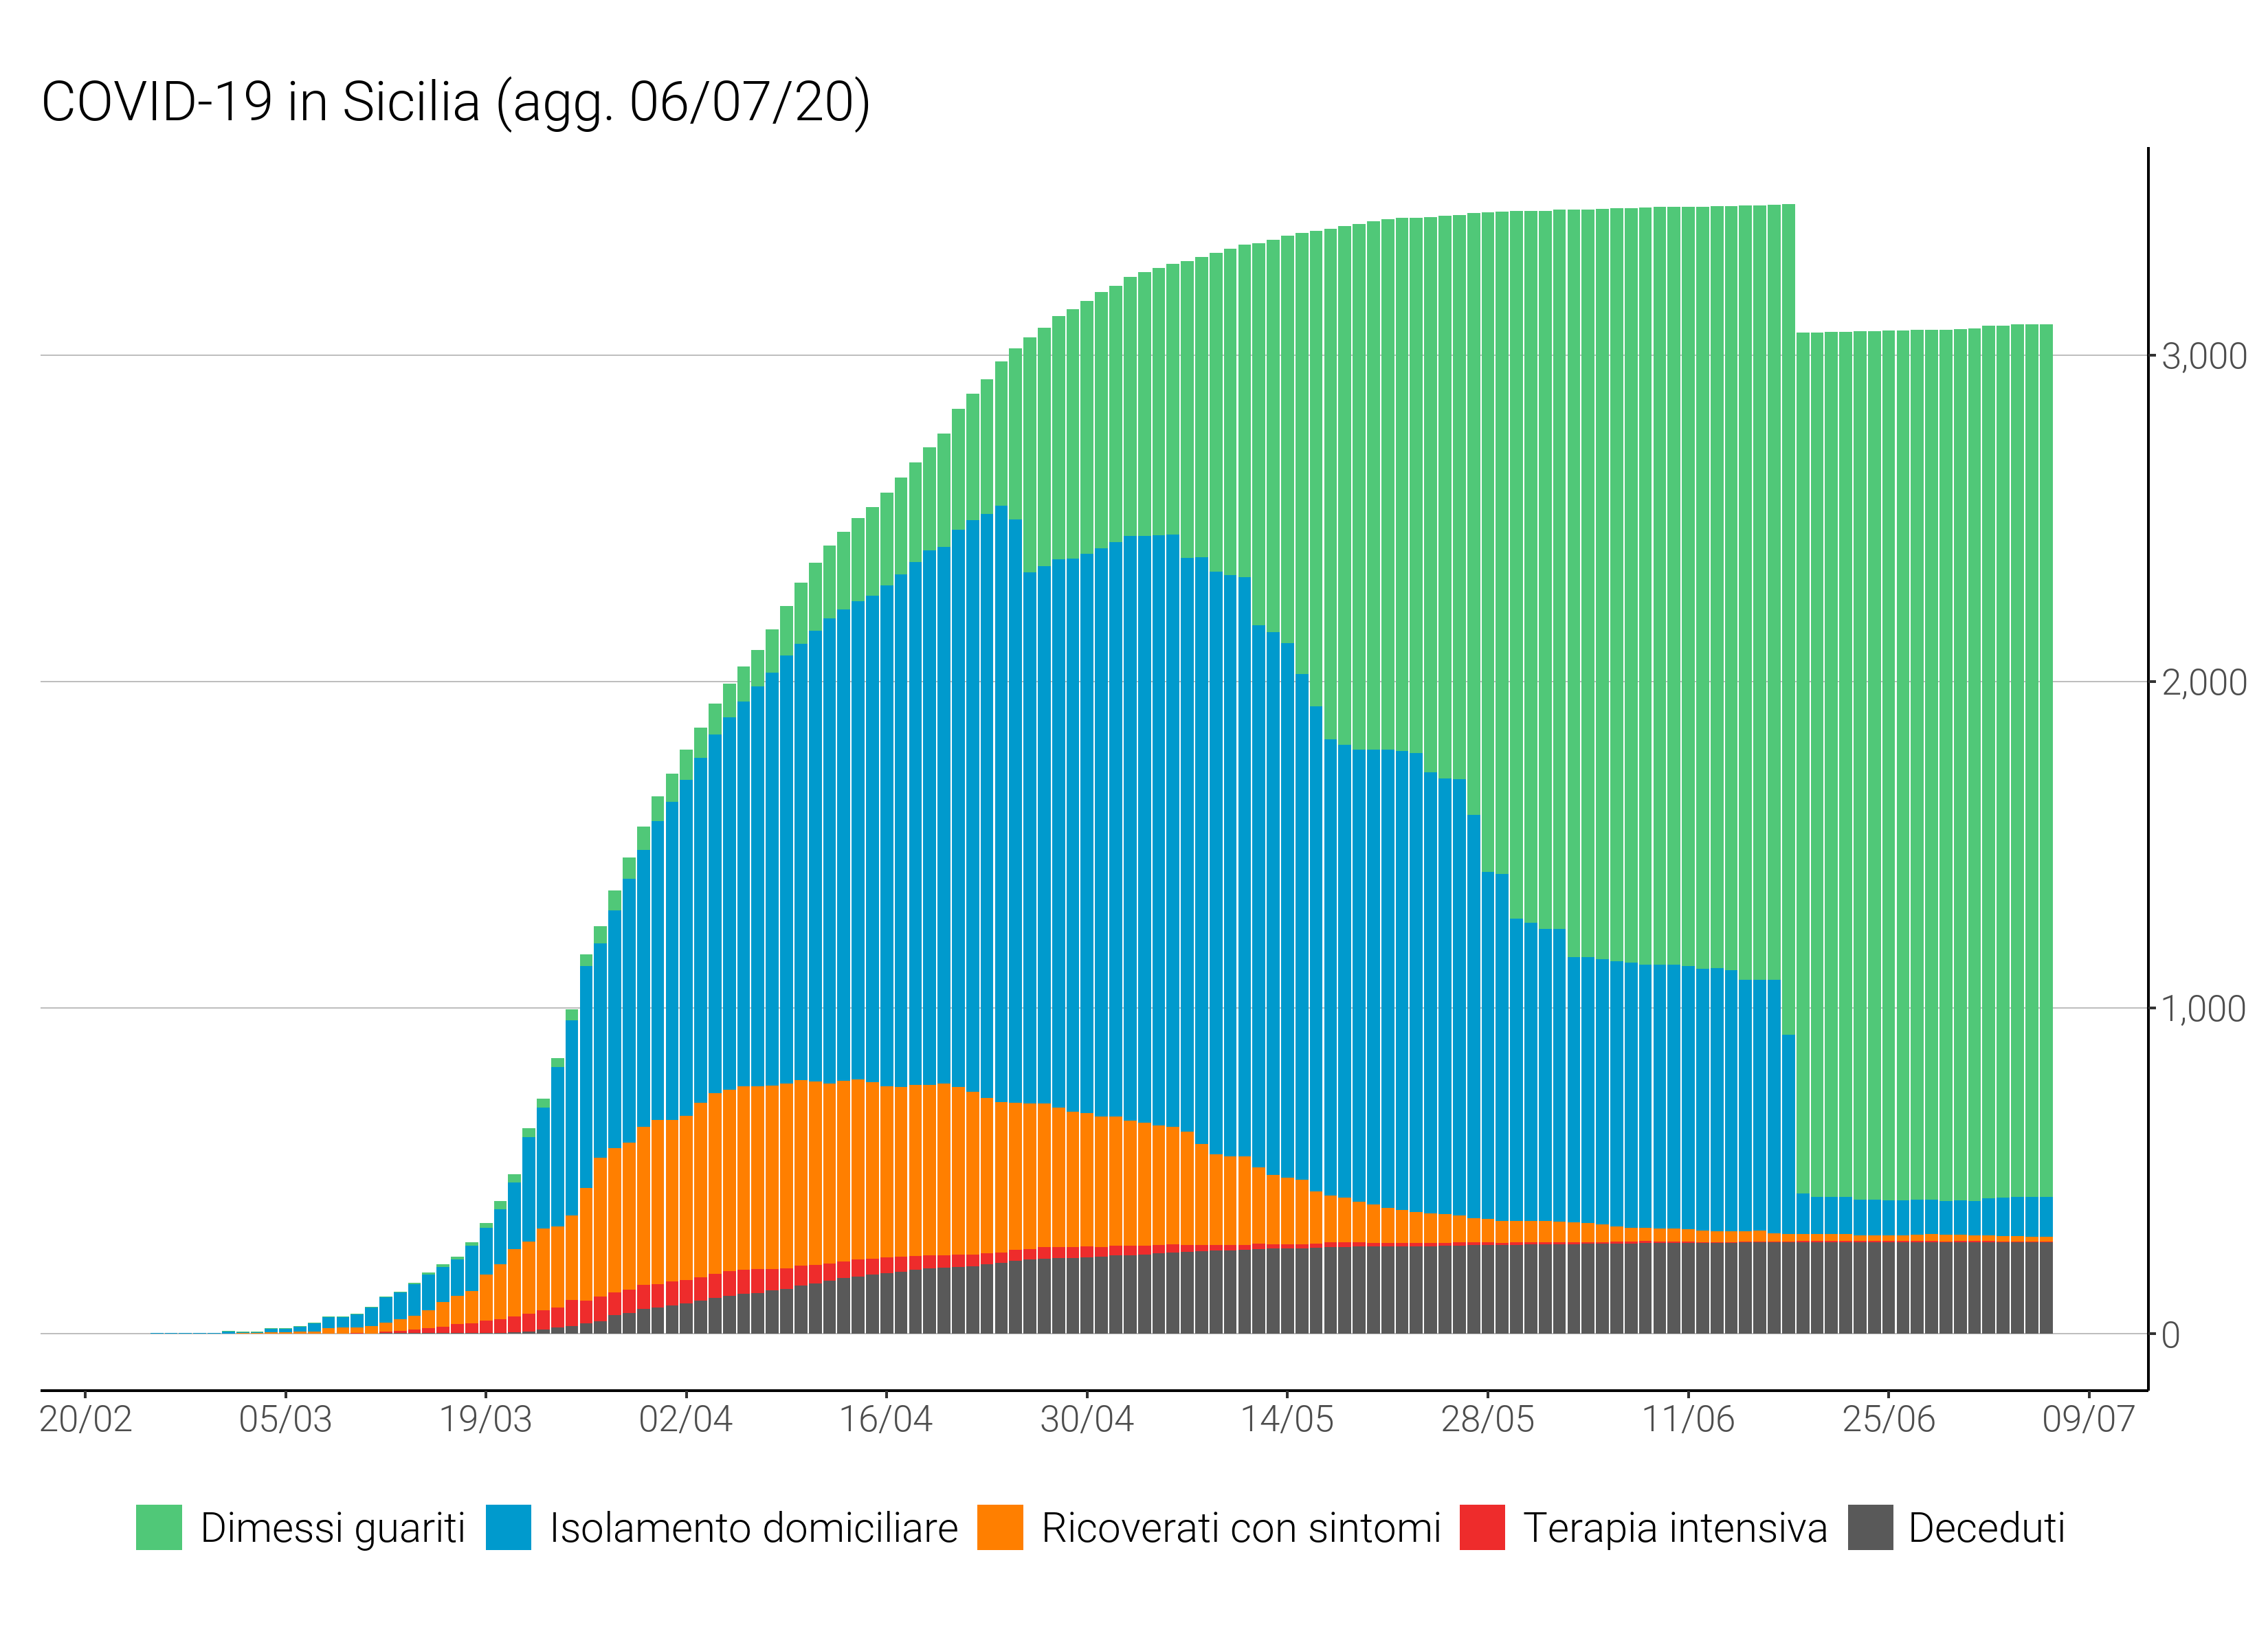 COVID-19 in Sicilia (agg. 06/07/20)
3,000
2,000
1,000
0
20/02 05/03 19/03 02/04 16/04 30/04 14/05 28/05 11/06 25/06 09/07
Dimessi guariti Isolamento domiciliare Ricoverati con sintomi Terapia intensiva Deceduti